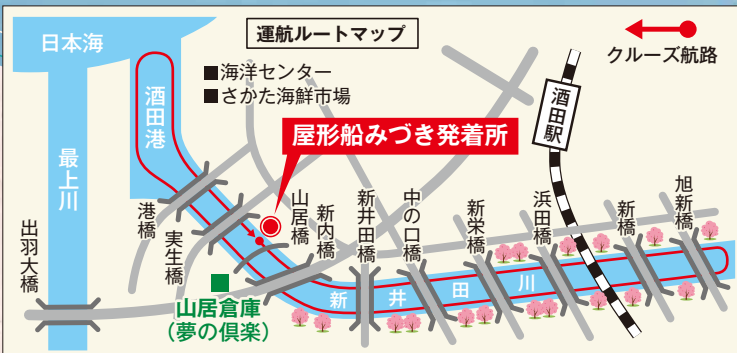 運航ルートマップ
クルーズ航路
日本海
■海洋センター
■さかた海鮮市場
酒田港
酒田駅
屋形船みづき発着所
最上川
出羽大橋
港橋
実生橋
山居橋
新内橋
新井田橋
中の口橋
新栄橋
浜田橋
新橋
旭新橋
山居倉庫
(夢の倶楽)
新井田川